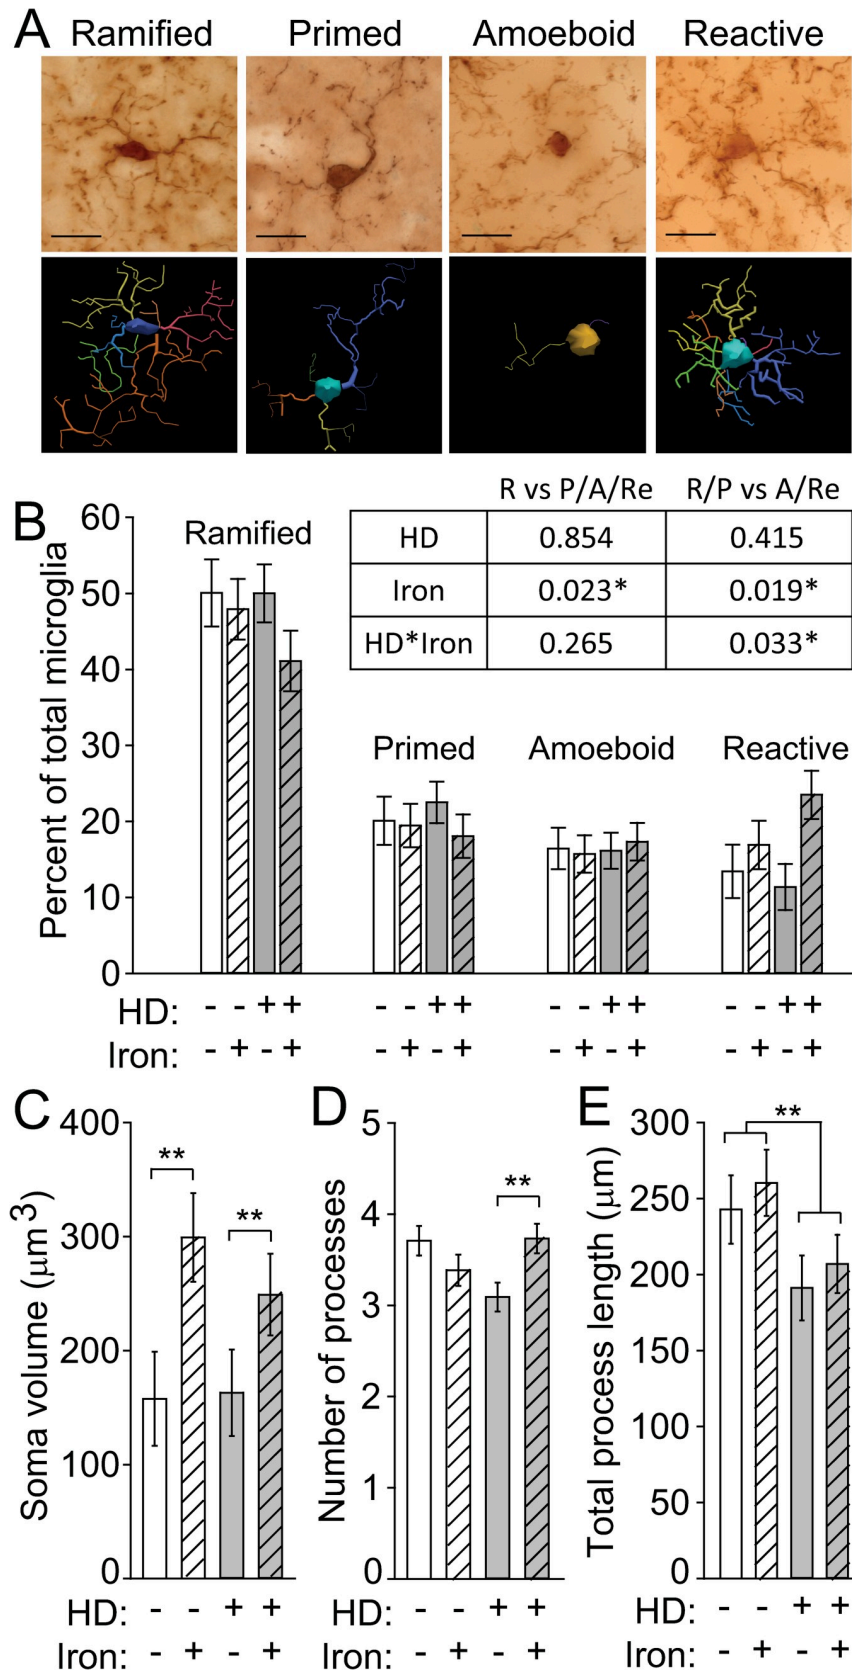 A Ramified Primed Amoeboid Reactive
B
R vs P/A/Re R/P vs A/Re
HD 0.854 0.415
Iron 0.023* 0.019*
HD*Iron 0.265 0.033*
Percent of total microglia
60
50
40
30
20
10
0
Ramified
Primed Amoeboid Reactive
HD: - - + + - - + + - - + + - - + +
Iron: - + - + - + - + - + - + - + - +
C
Soma volume (μm3)
400
300
200
100
0
** **
HD: - - + +
Iron: - + - +
D
Number of processes
5
4
3
2
1
0
**
HD: - - + +
Iron: - + - +
E
Total process length (μm)
300
250
200
150
100
50
0
**
HD: - - + +
Iron: - + - +